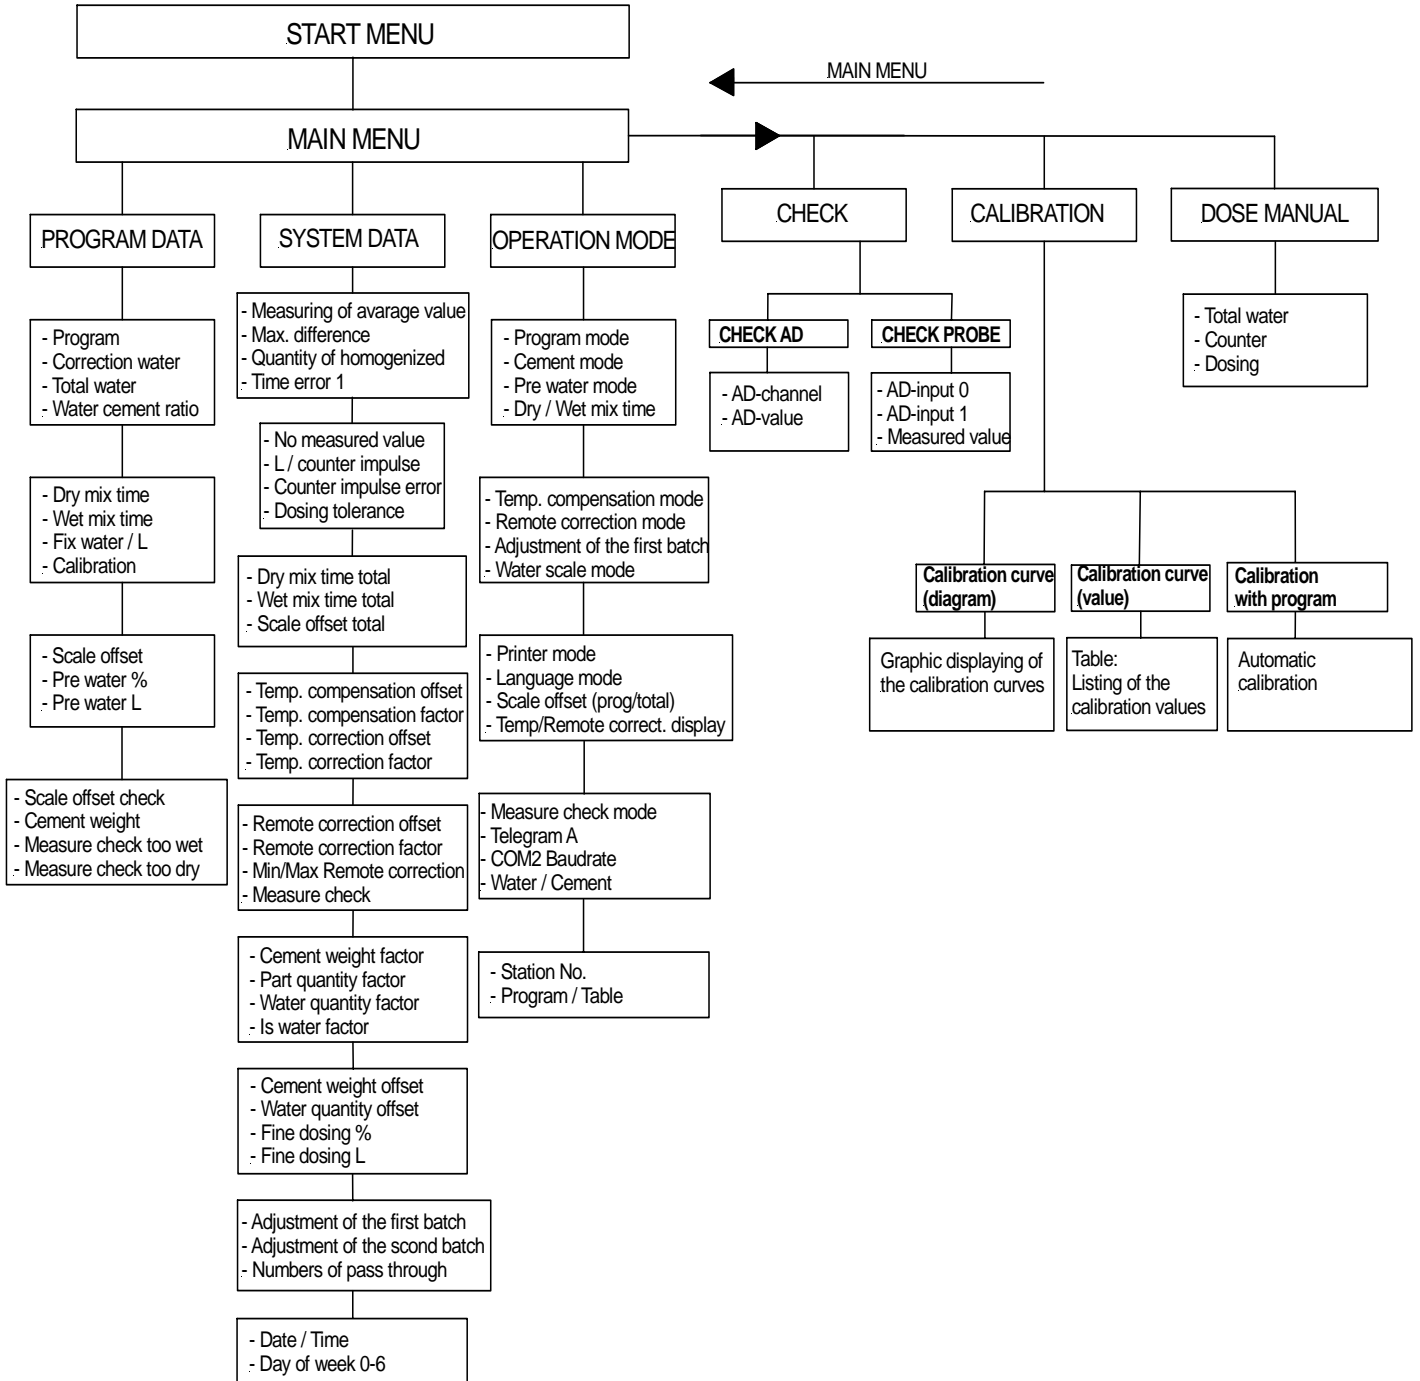 START MENU
MAIN MENU
MAIN MENU
PROGRAM DATA
- Program
- Correction water
- Total water
- Water cement ratio
- Dry mix time
- Wet mix time
- Fix water / L
- Calibration
- Scale offset
- Pre water %
- Pre water L
- Scale offset check
- Cement weight
- Measure check too wet
- Measure check too dry
SYSTEM DATA
- Measuring of avarage value
- Max. difference
- Quantity of homogenized
- Time error 1
- No measured value
- L / counter impulse
- Counter impulse error
- Dosing tolerance
- Dry mix time total
- Wet mix time total
- Scale offset total
- Temp. compensation offset
- Temp. compensation factor
- Temp. correction offset
- Temp. correction factor
- Remote correction offset
- Remote correction factor
- Min/Max Remote correction
- Measure check
- Cement weight factor
- Part quantity factor
- Water quantity factor
- Is water factor
- Cement weight offset
- Water quantity offset
- Fine dosing %
- Fine dosing L
- Adjustment of the first batch
- Adjustment of the scond batch
- Numbers of pass through
- Date / Time
- Day of week 0-6
OPERATION MODE
- Program mode
- Cement mode
- Pre water mode
- Dry / Wet mix time
- Temp. compensation mode
- Remote correction mode
- Adjustment of the first batch
- Water scale mode
- Printer mode
- Language mode
- Scale offset (prog/total)
- Temp/Remote correct. display
- Measure check mode
- Telegram A
- COM2 Baudrate
- Water / Cement
- Station No.
- Program / Table
CHECK
CHECK AD
- AD-channel
- AD-value
CHECK PROBE
- AD-input 0
- AD-input 1
- Measured value
CALIBRATION
Calibration curve
(diagram)
Graphic displaying of
the calibration curves
Calibration curve
(value)
Table:
Listing of the
calibration values
Calibration
with program
Automatic
calibration
DOSE MANUAL
- Total water
- Counter
- Dosing